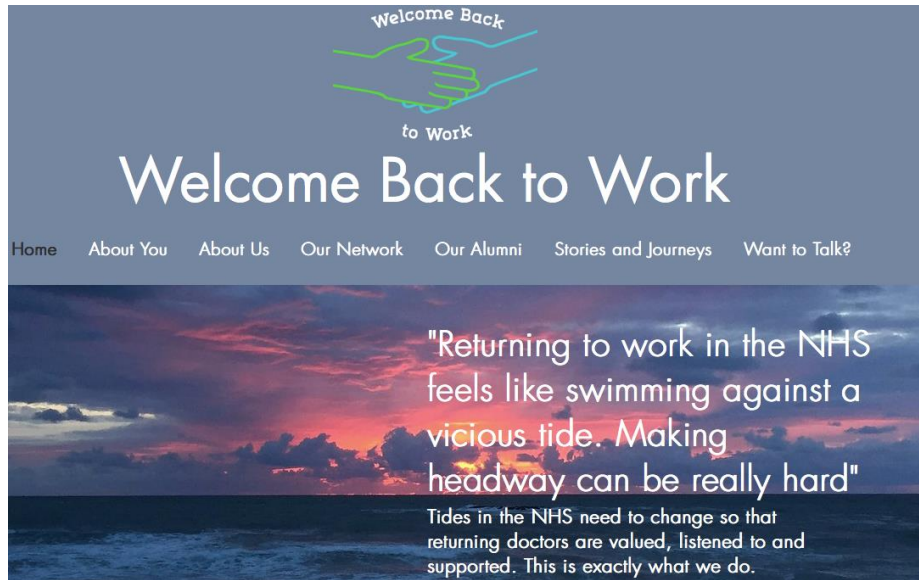 Welcome Back
to Work
Welcome Back to Work
Home About You About Us Our Network Our Alumni Stories and Journeys Want to Talk?
"Returning to work in the NHS
feels like swimming against a
vicious tide. Making
headway can be really hard"
Tides in the NHS need to change so that
returning doctors are valued, listened to and
supported. This is exactly what we do.